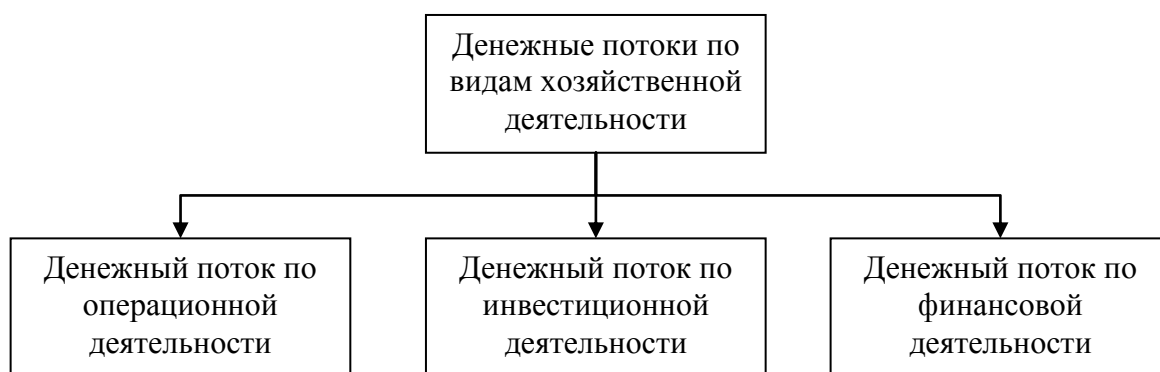 Денежные потоки по
видам хозяйственной
деятельности
Денежный поток по
операционной
деятельности
Денежный поток по
инвестиционной
деятельности
Денежный поток по
финансовой
деятельности